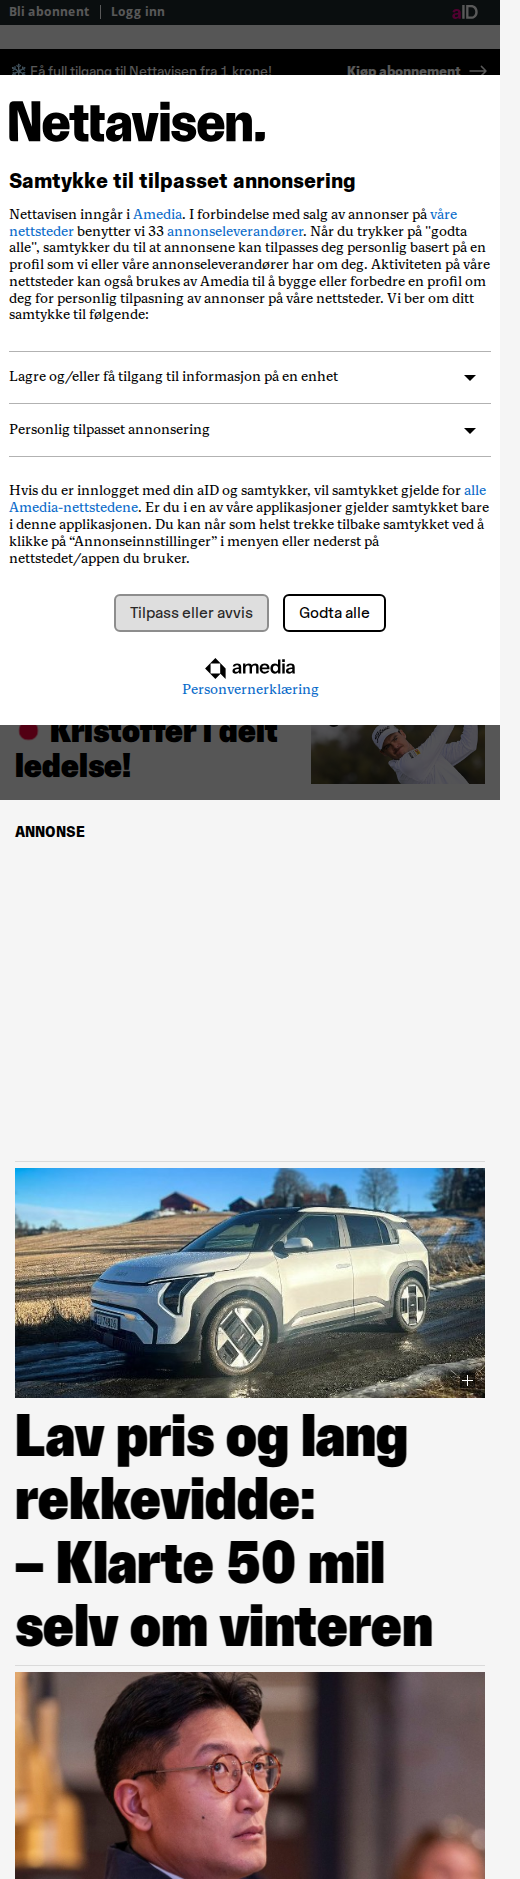 Bli abonnent | Logg inn
aID
Få full tilgang til Nettavisen fra 1 krone!
Kjøp abonnement
Nettavisen.
Samtykke til tilpasset annonsering
Nettavisen inngår i Amedia. I forbindelse med salg av annonser på våre
nettsteder benytter vi 33 annonseleverandører. Når du trykker på "godta
alle", samtykker du til at annonsene kan tilpasses deg personlig basert på en
profil som vi eller våre annonseleverandører har om deg. Aktiviteten på våre
nettsteder kan også brukes av Amedia til å bygge eller forbedre en profil om
deg for personlig tilpasning av annonser på våre nettsteder. Vi ber om ditt
samtykke til følgende:
Lagre og/eller få tilgang til informasjon på en enhet
Personlig tilpasset annonsering
Hvis du er innlogget med din aID og samtykker, vil samtykket gjelde for alle
Amedia-nettstedene. Er du i en av våre applikasjoner gjelder samtykket bare
i denne applikasjonen. Du kan når som helst trekke tilbake samtykket ved å
klikke på “Annonseinnstillinger” i menyen eller nederst på
nettstedet/appen du bruker.
Tilpass eller avvis
Godta alle
amedia
Personvernerklæring
Kristoffer i delt
ledelse!
ANNONSE
Lav pris og lang
rekkevidde:
– Klarte 50 mil
selv om vinteren